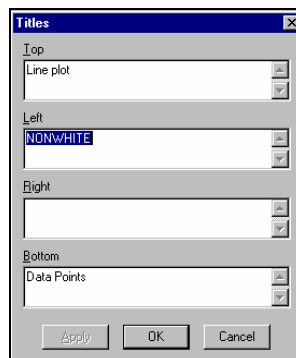 Titles
Top
Line plot
Left
NONWHITE
Right
Bottom
Data Points
Apply
OK
Cancel